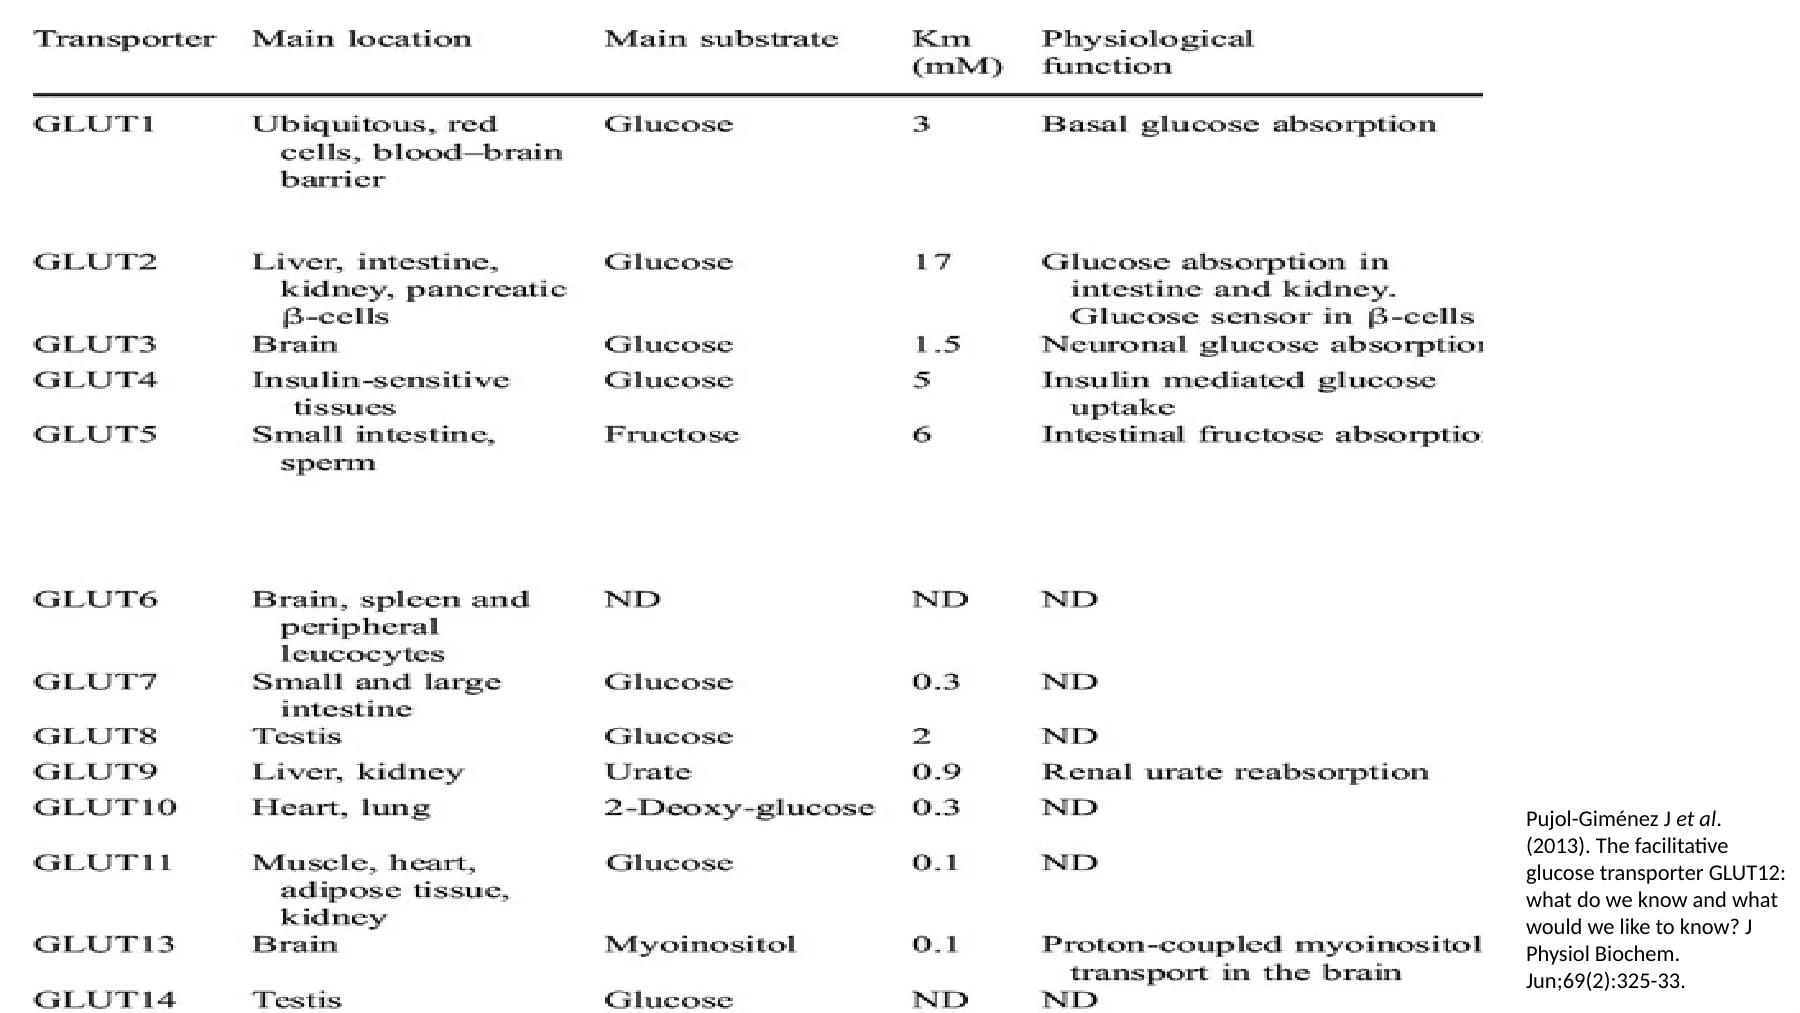 Transporter Main location Main substrate Km Physiological
(mM) function
GLUT1 Ubiquitous, red Glucose 3 Basal glucose absorption
cells, blood–brain
barrier
GLUT2 Liver, intestine, Glucose 17 Glucose absorption in
kidney, pancreatic intestine and kidney.
β-cells Glucose sensor in β-cells
GLUT3 Brain Glucose 1.5 Neuronal glucose absorption
GLUT4 Insulin-sensitive Glucose 5 Insulin mediated glucose
tissues uptake
GLUT5 Small intestine, Fructose 6 Intestinal fructose absorptio
sperm
GLUT6 Brain, spleen and ND ND ND
peripheral
leucocytes
GLUT7 Small and large Glucose 0.3 ND
intestine
GLUT8 Testis Glucose 2 ND
GLUT9 Liver, kidney Urate 0.9 Renal urate reabsorption
GLUT10 Heart, lung 2-Deoxy-glucose 0.3 ND
GLUT11 Muscle, heart, Glucose 0.1 ND
adipose tissue,
kidney
GLUT13 Brain Myoinositol 0.1 Proton-coupled myoinositol
transport in the brain
GLUT14 Testis Glucose ND ND
Pujol-Giménez J et al.
(2013). The facilitative
glucose transporter GLUT12:
what do we know and what
would we like to know? J
Physiol Biochem.
Jun;69(2):325-33.